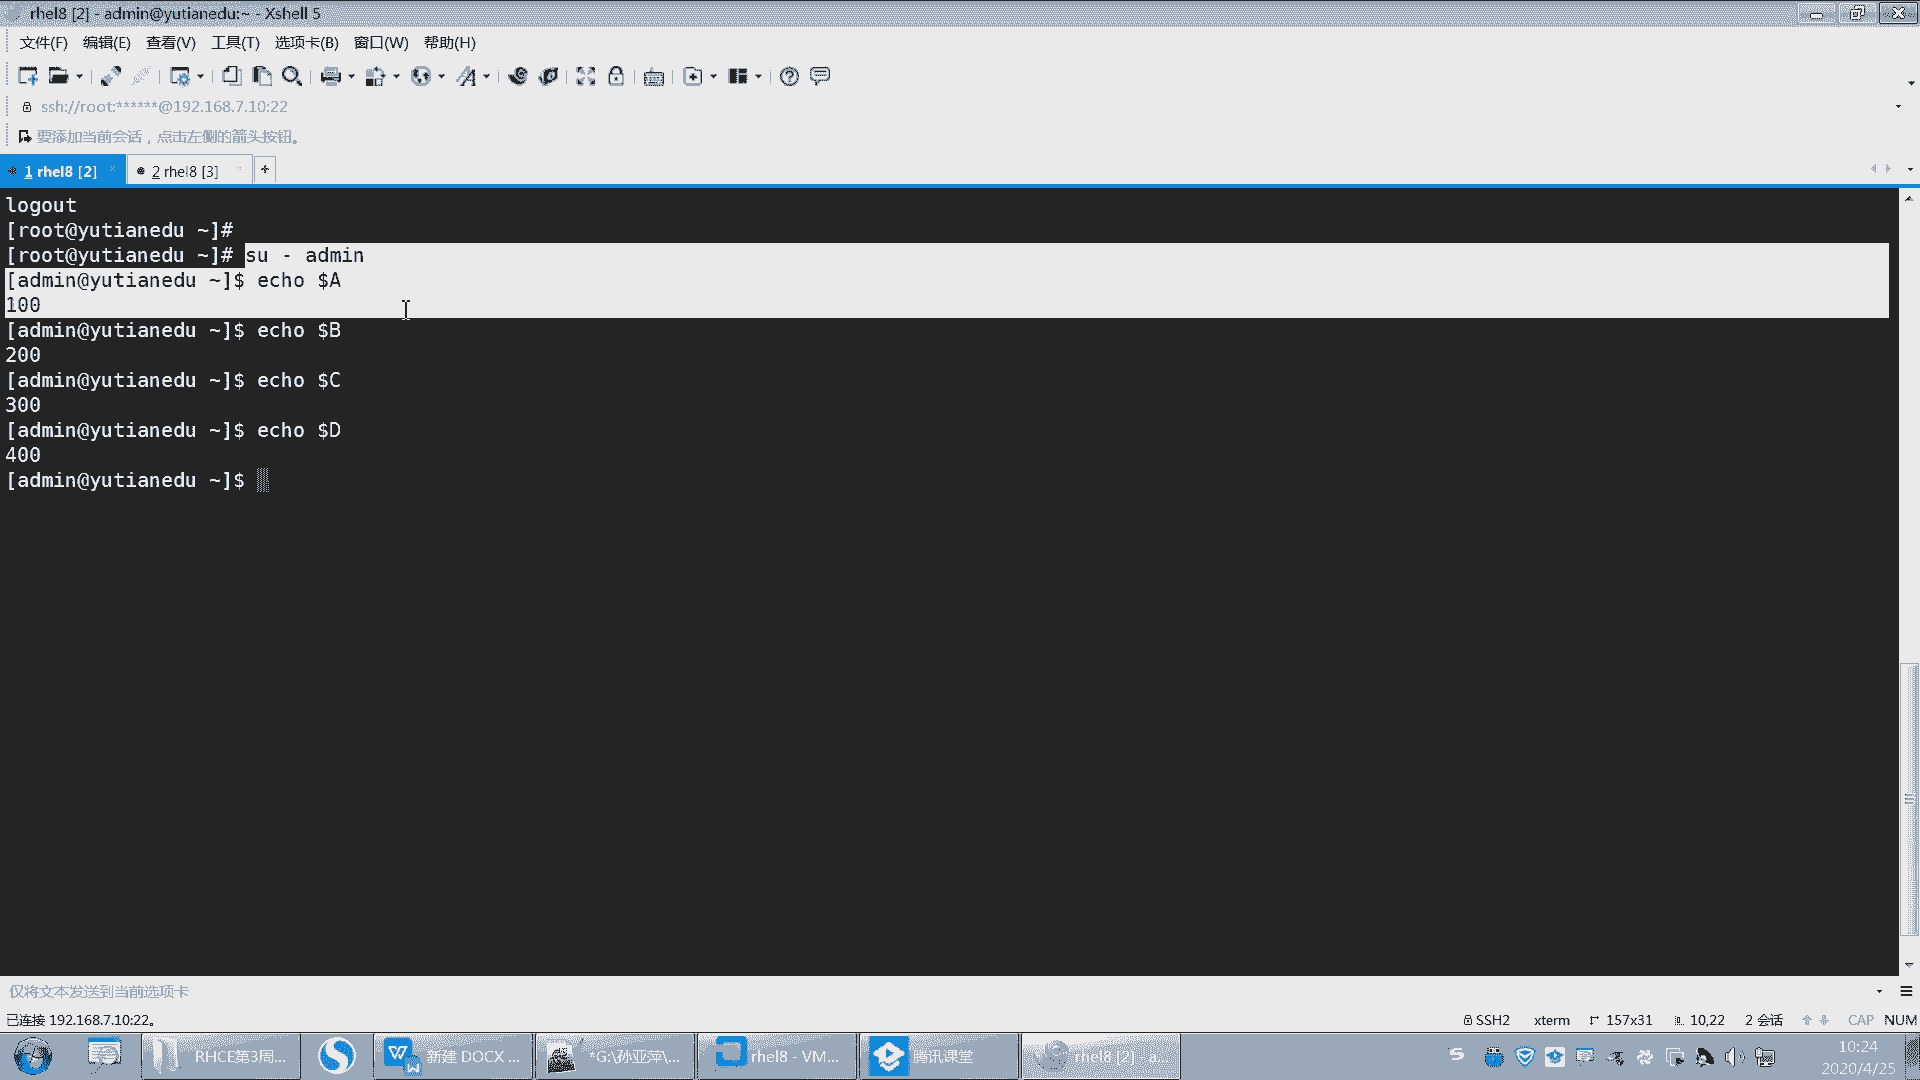 rhel8 [2] - admin@yutianedu:~ - Xshell 5
文件(F) 编辑(E) 查看(V) 工具(T) 选项卡(B) 窗口(W) 帮助(H)
ssh://root:******@192.168.7.10:22
要添加当前会话，点击左侧的箭头按钮。
1 rhel8 [2] 2 rhel8 [3] +
logout
[root@yutianedu ~]#
[root@yutianedu ~]# su - admin
[admin@yutianedu ~]$ echo $A
100
[admin@yutianedu ~]$ echo $B
200
[admin@yutianedu ~]$ echo $C
300
[admin@yutianedu ~]$ echo $D
400
[admin@yutianedu ~]$
仅将文本发送到当前选项卡
已连接 192.168.7.10:22。 SSH2 xterm 157x31 10,22 2 会话 CAP NUM
RHCE第3周... 新建 DOCX ... *G:\孙亚萍\... rhel8 - VM... 腾讯课堂 rhel8 [2] - a... 10:24
2020/4/25